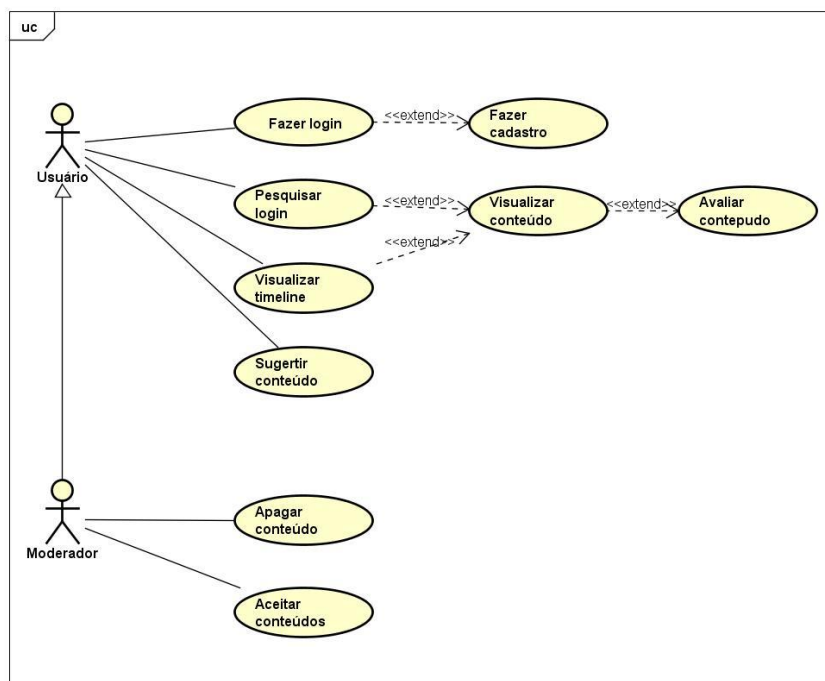 uc
Fazer login
<<extend>>
Fazer
cadastro
Usuário
Pesquisar
login
<<extend>>
Visualizar
conteúdo
<<extend>>
Avaliar
contepudo
<<extend>>
Visualizar
timeline
Sugertir
conteúdo
Moderador
Apagar
conteúdo
Aceitar
conteúdos